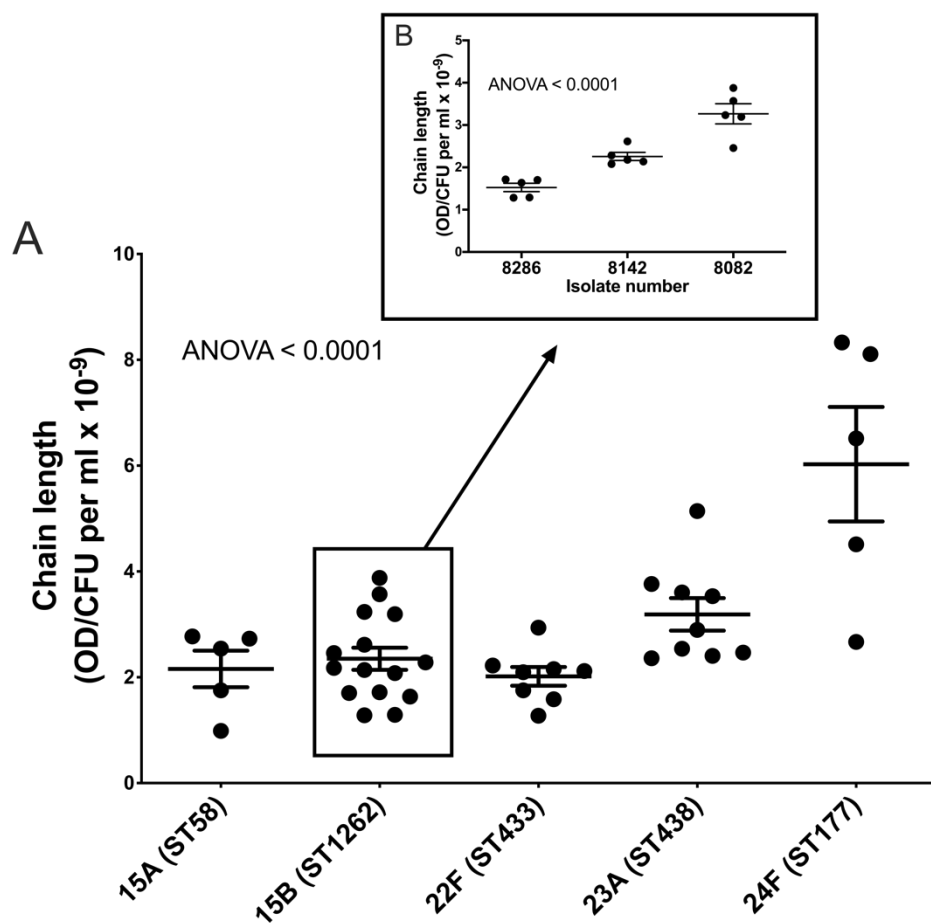 B
5
4
3
2
1
0
Chain length
(OD/CFU per ml x 10⁻⁹)
ANOVA < 0.0001
8286 8142 8082
Isolate number
A
10
8
6
4
2
0
Chain length
(OD/CFU per ml x 10⁻⁹)
ANOVA < 0.0001
15A (ST58)
15B (ST1262)
22F (ST433)
23A (ST438)
24F (ST177)